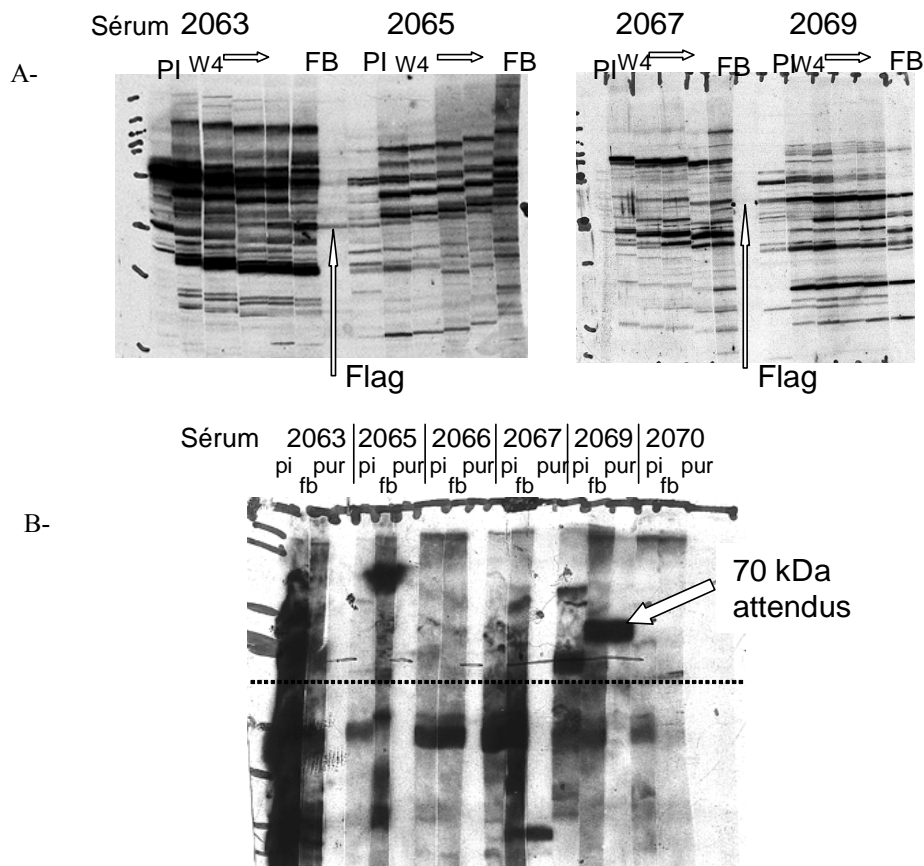 Sérum 2063 2065 2067 2069
A- PI W4 FB PI W4 FB PI W4 FB PI W4 FB
Flag Flag
Sérum 2063 2065 2066 2067 2069 2070
pi pur pi pur pi pur pi pur pi pur pi pur
fb fb fb fb fb fb
B-
70 kDa
attendus